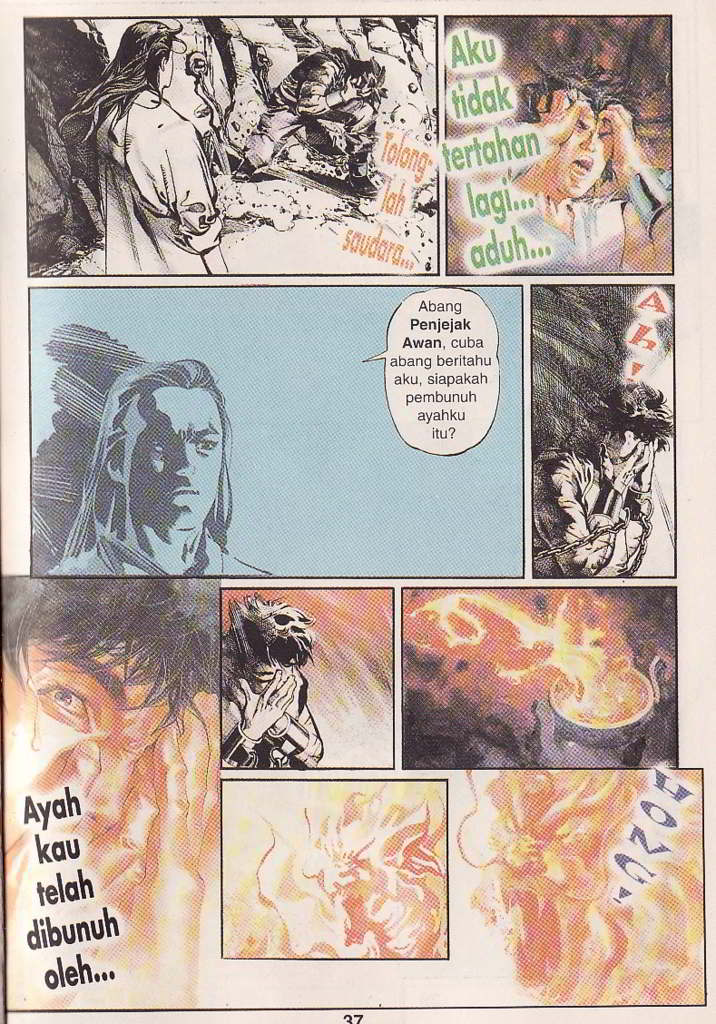 Tolong-
lah
saudara...
Aku
tidak
tertahan
lagi...
aduh...
Abang
Penjejak
Awan, cuba
abang beritahu
aku, siapakah
pembunuh
ayahku
itu?
Ah!
Ayah
kau
telah
dibunuh
oleh...
37